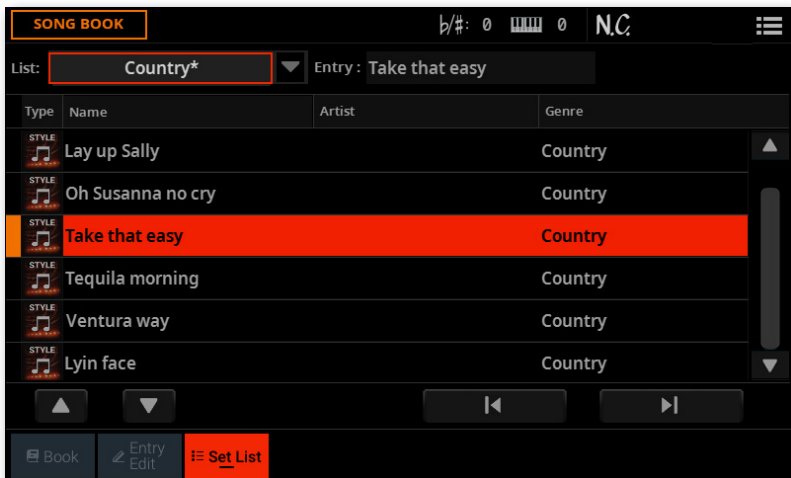 SONG BOOK ♭/#: 0 0 N.C.
List: Country* Entry : Take that easy
Type Name Artist Genre
STYLE Lay up Sally Country
STYLE Oh Susanna no cry Country
STYLE Take that easy Country
STYLE Tequila morning Country
STYLE Ventura way Country
STYLE Lyin face Country
Book Entry Edit Set List